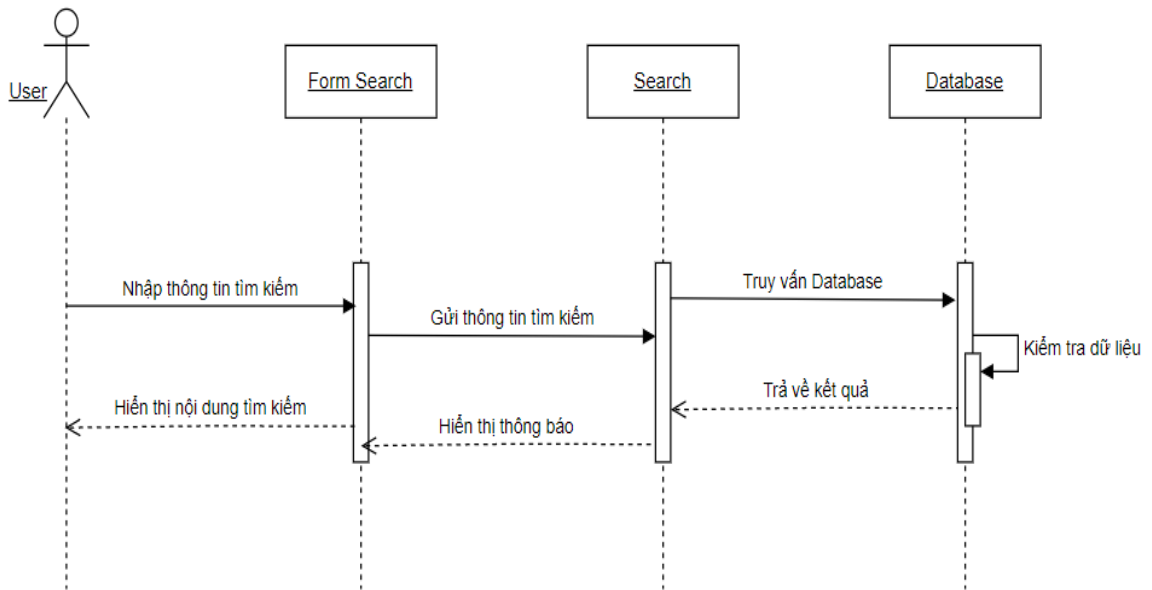 User
Form Search
Search
Database
Nhập thông tin tìm kiếm
Gửi thông tin tìm kiếm
Truy vấn Database
Kiểm tra dữ liệu
Trả về kết quả
Hiển thị thông báo
Hiển thị nội dung tìm kiếm